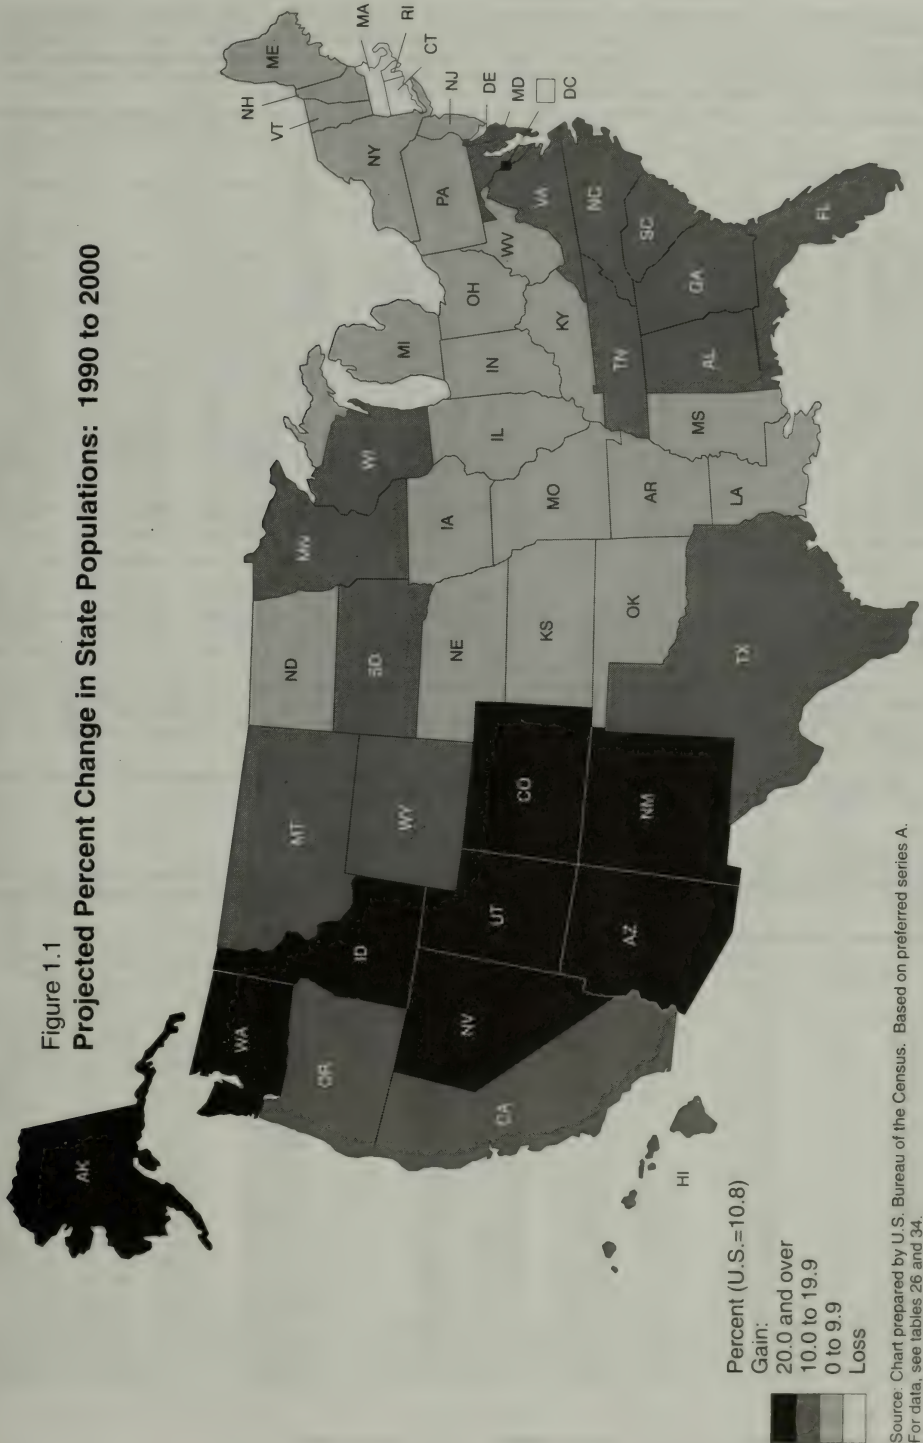 Figure 1.1
Projected Percent Change in State Populations: 1990 to 2000
AK
WA
OR
CA
NV
ID
UT
AZ
MT
WY
CO
NM
ND
SD
NE
KS
OK
TX
MN
IA
MO
AR
LA
WI
IL
MS
MI
IN
KY
TN
AL
OH
WV
GA
FL
SC
NC
VA
PA
NY
VT
NH
ME
MA
RI
CT
NJ
DE
MD
DC
HI
Percent (U.S.=10.8)
Gain:
20.0 and over
10.0 to 19.9
0 to 9.9
Loss
Source: Chart prepared by U.S. Bureau of the Census. Based on preferred series A.
For data, see tables 26 and 34.